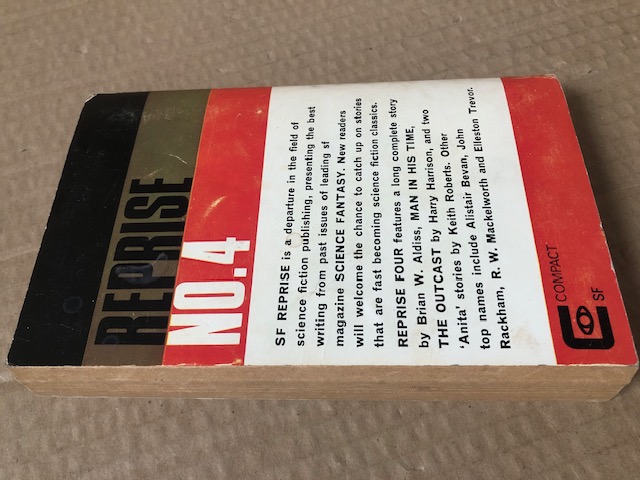 REPRISE
NO.4
SF REPRISE is a departure in the field of
science fiction publishing, presenting the best
writing from past issues of leading sf
magazine SCIENCE FANTASY. New readers
will welcome the chance to catch up on stories
that are fast becoming science fiction classics.
REPRISE FOUR features a long complete story
by Brian W. Aldiss, MAN IN HIS TIME,
THE OUTCAST by Harry Harrison, and two
'Anita' stories by Keith Roberts. Other
top names include Alistair Bevan, John
Rackham, R. W. Mackelworth and Elleston Trevor.
COMPACT
SF